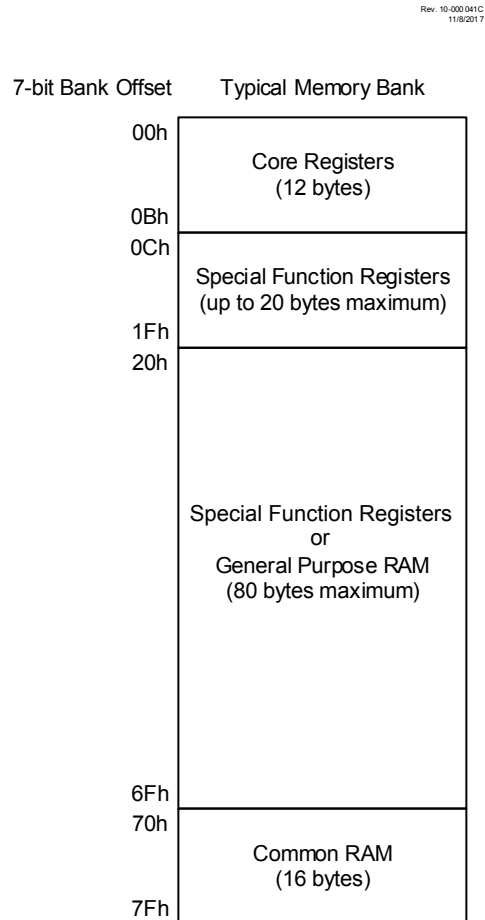 Rev. 10-000041C
11/8/2017
7-bit Bank Offset Typical Memory Bank
00h
Core Registers
(12 bytes)
0Bh
0Ch
Special Function Registers
(up to 20 bytes maximum)
1Fh
20h
Special Function Registers
or
General Purpose RAM
(80 bytes maximum)
6Fh
70h
Common RAM
(16 bytes)
7Fh